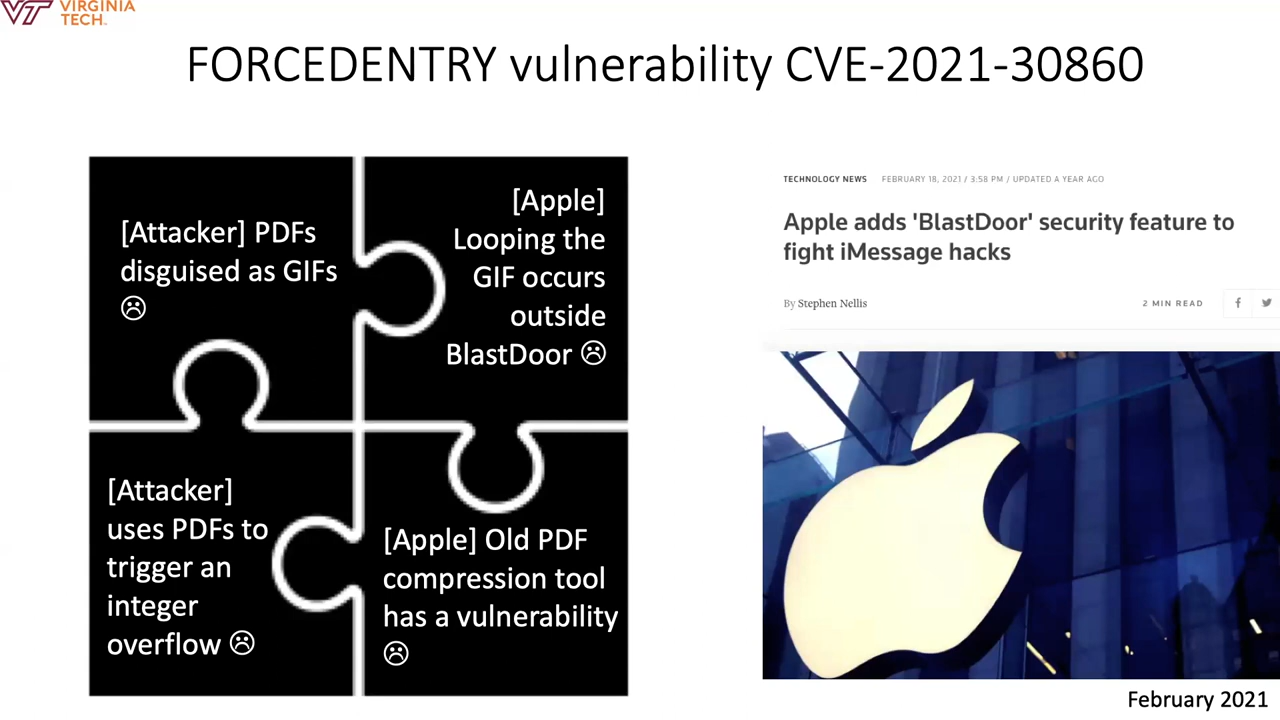 VIRGINIA
TECH.
FORCEDENTRY vulnerability CVE-2021-30860
[Attacker] PDFs
disguised as GIFs
☹
[Apple]
Looping the
GIF occurs
outside
BlastDoor ☹
[Attacker]
uses PDFs to
trigger an
integer
overflow ☹
[Apple] Old PDF
compression tool
has a vulnerability
☹
TECHNOLOGY NEWS FEBRUARY 18, 2021 / 3:58 PM / UPDATED A YEAR AGO
Apple adds 'BlastDoor' security feature to
fight iMessage hacks
By Stephen Nellis 2 MIN READ
February 2021